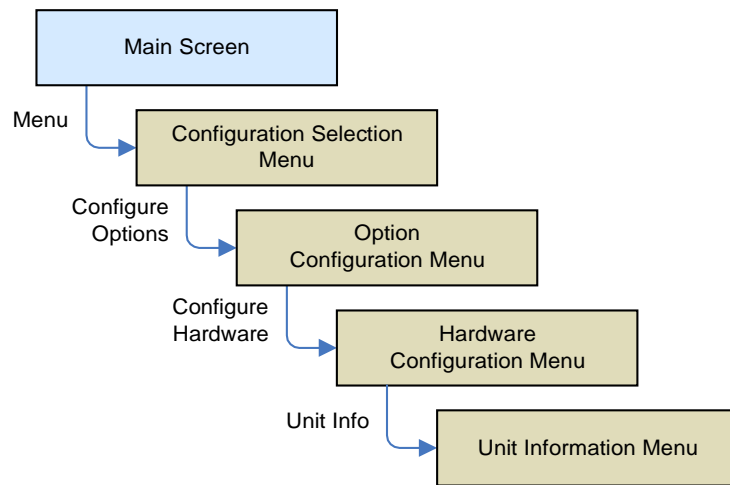 Main Screen
Menu
Configuration Selection
Menu
Configure
Options
Option
Configuration Menu
Configure
Hardware
Hardware
Configuration Menu
Unit Info
Unit Information Menu